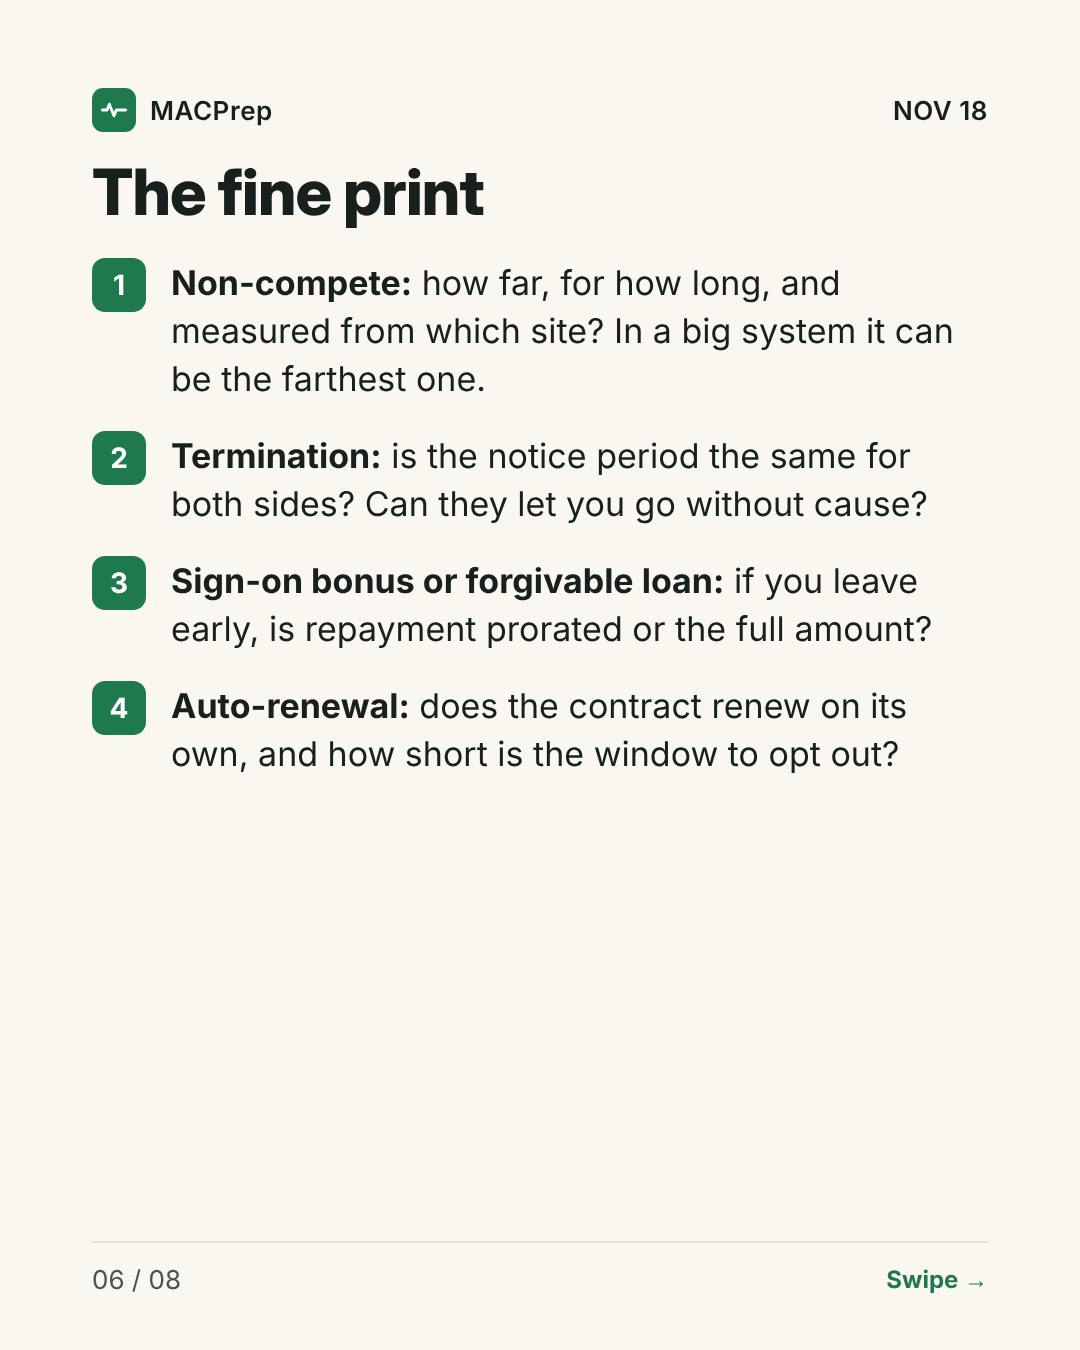 MACPrep
NOV 18
The fine print
1
Non-compete: how far, for how long, and
measured from which site? In a big system it can
be the farthest one.
2
Termination: is the notice period the same for
both sides? Can they let you go without cause?
3
Sign-on bonus or forgivable loan: if you leave
early, is repayment prorated or the full amount?
4
Auto-renewal: does the contract renew on its
own, and how short is the window to opt out?
06 / 08
Swipe →